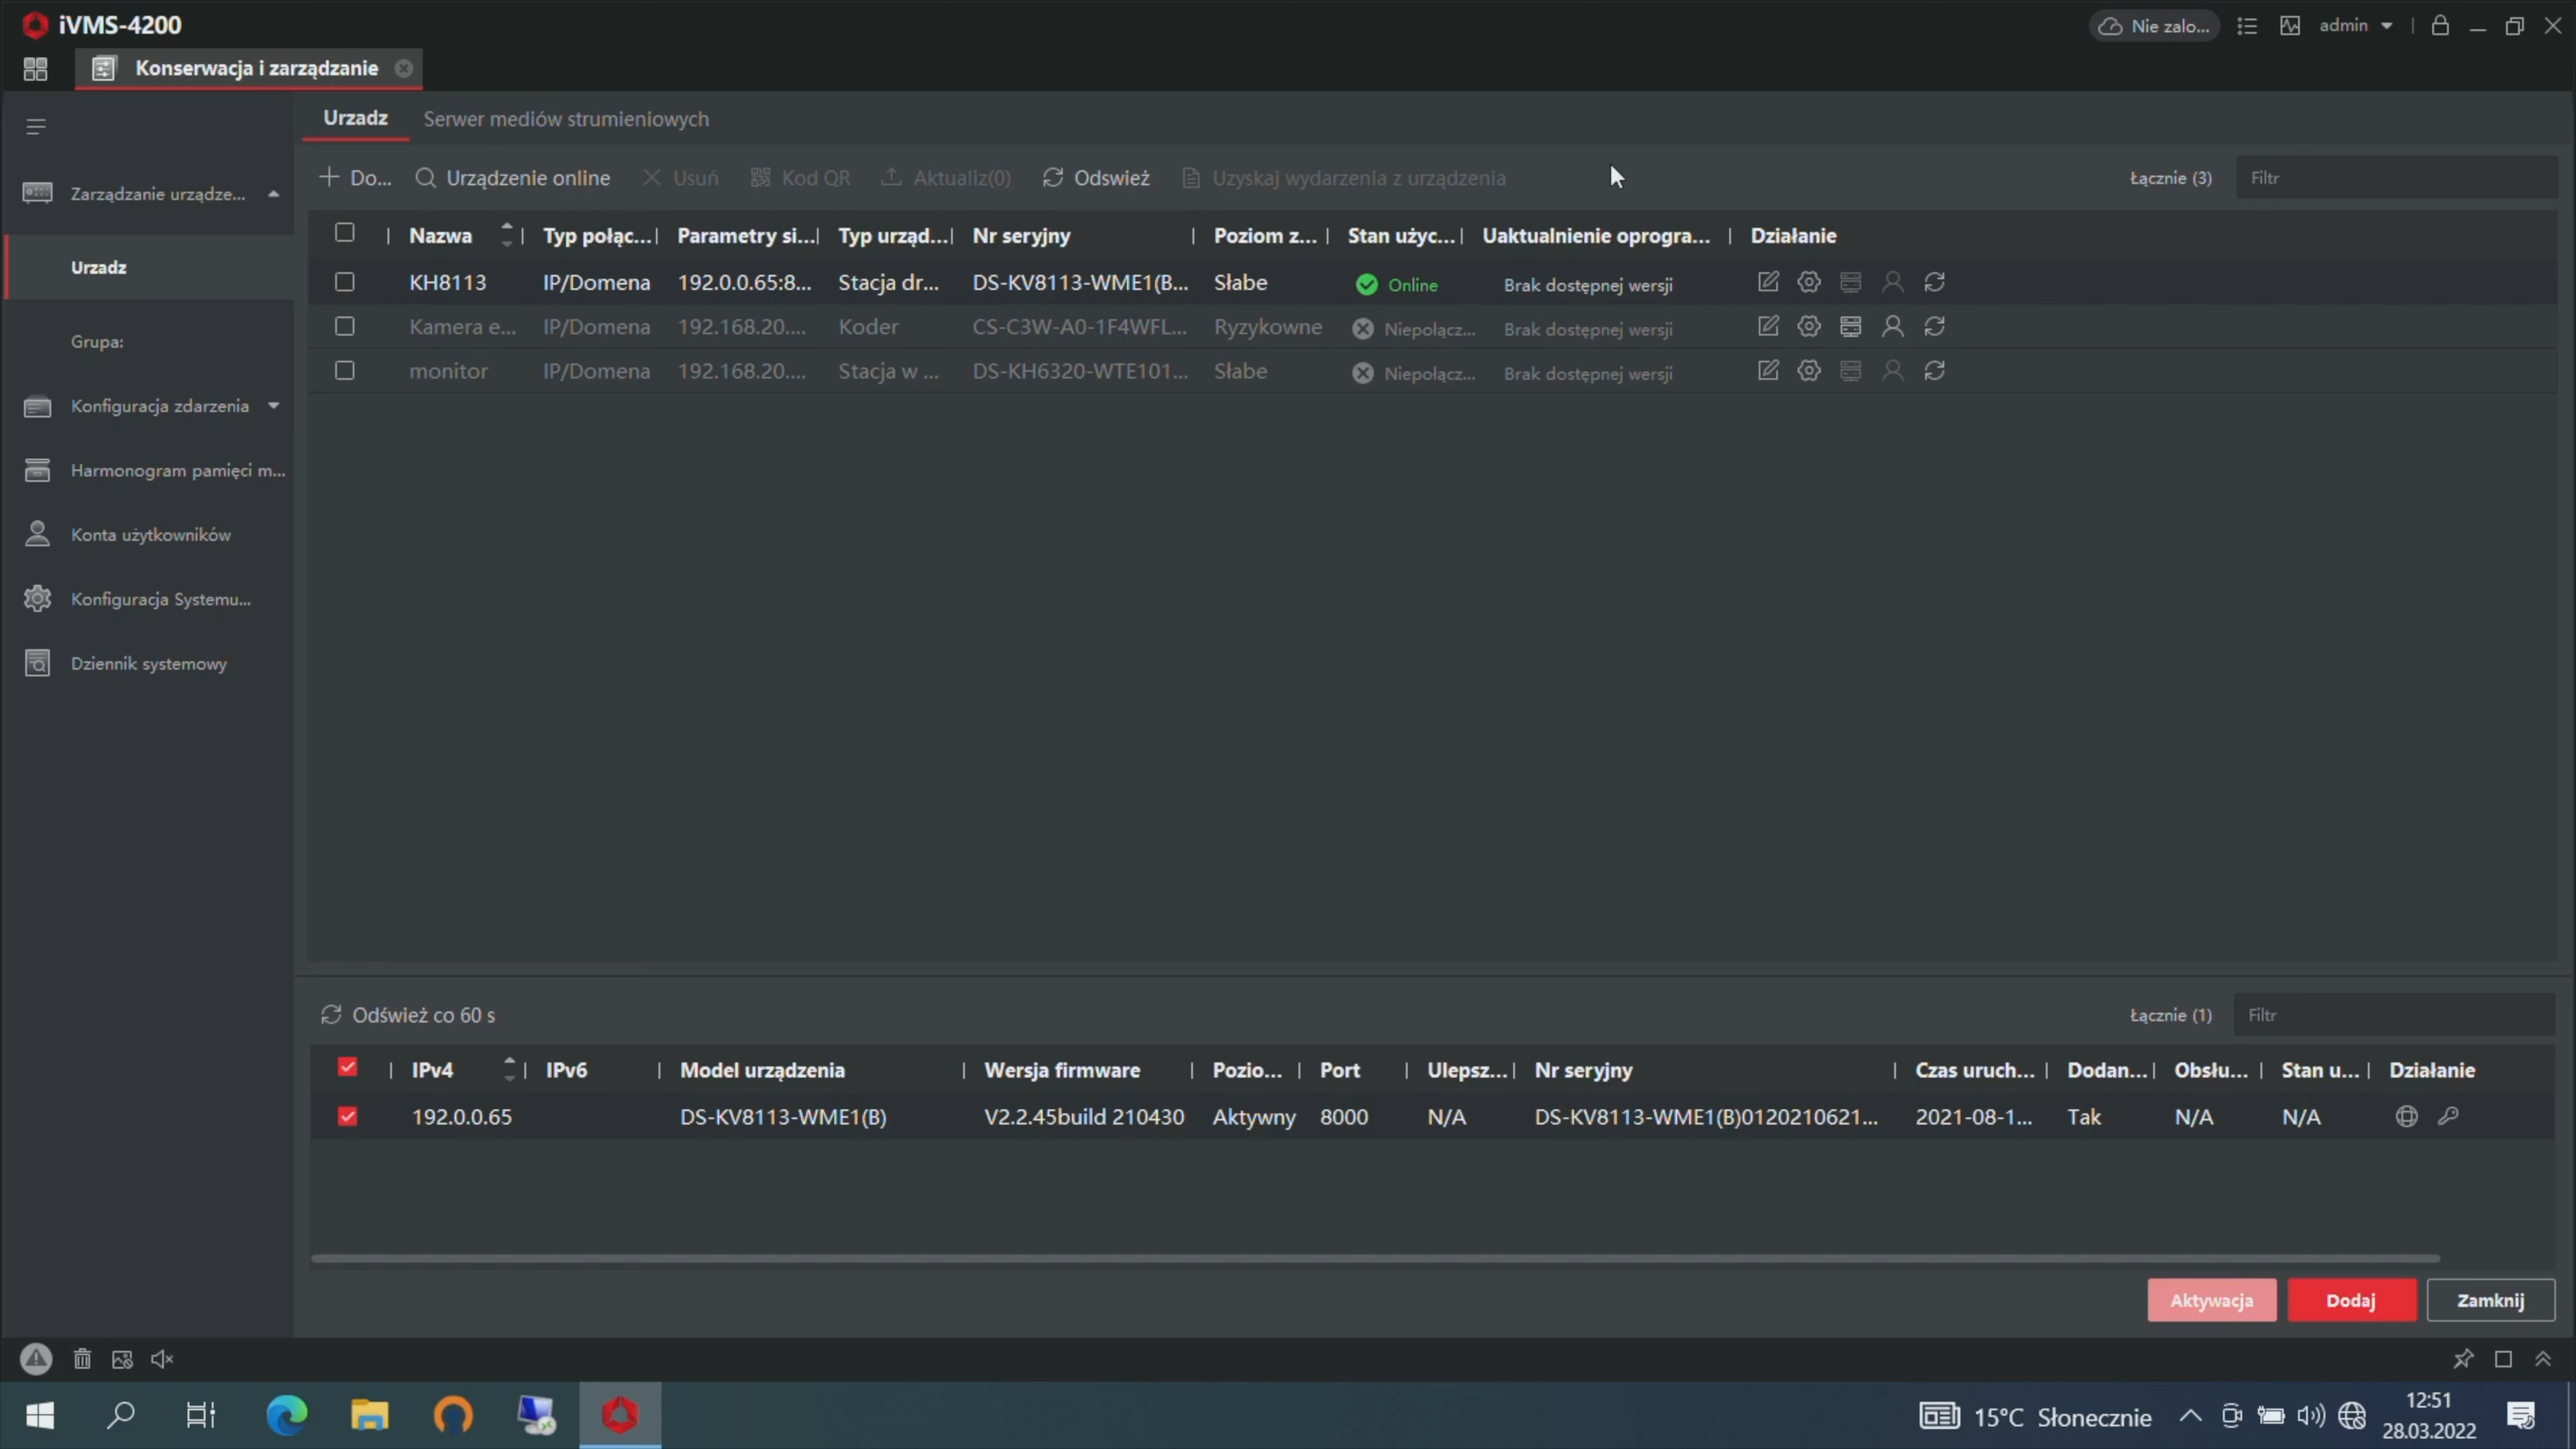 iVMS-4200
Nie zalo...
admin
Konserwacja i zarządzanie
Urzadz
Serwer mediów strumieniowych
Do...
Urządzenie online
Usuń
Kod QR
Aktualiz(0)
Odswież
Uzyskaj wydarzenia z urządzenia
Łącznie (3)
Filtr
Zarządzanie urządze...
Urzadz
Grupa:
Konfiguracja zdarzenia
Harmonogram pamięci m...
Konta użytkowników
Konfiguracja Systemu...
Dziennik systemowy
Nazwa | Typ połąc... | Parametry si... | Typ urząd... | Nr seryjny | Poziom z... | Stan użyc... | Uaktualnienie oprogra... | Działanie
KH8113 IP/Domena 192.0.0.65:8... Stacja dr... DS-KV8113-WME1(B... Słabe Online Brak dostępnej wersji
Kamera e... IP/Domena 192.168.20.... Koder CS-C3W-A0-1F4WFL... Ryzykowne Niepołącz... Brak dostępnej wersji
monitor IP/Domena 192.168.20.... Stacja w ... DS-KH6320-WTE101... Słabe Niepołącz... Brak dostępnej wersji
Odśwież co 60 s
Łącznie (1)
Filtr
IPv4 | IPv6 | Model urządzenia | Wersja firmware | Pozio... | Port | Ulepsz... | Nr seryjny | Czas uruch... | Dodan... | Obsłu... | Stan u... | Działanie
192.0.0.65 DS-KV8113-WME1(B) V2.2.45build 210430 Aktywny 8000 N/A DS-KV8113-WME1(B)0120210621... 2021-08-1... Tak N/A N/A
Aktywacja
Dodaj
Zamknij
15°C Słonecznie
12:51
28.03.2022